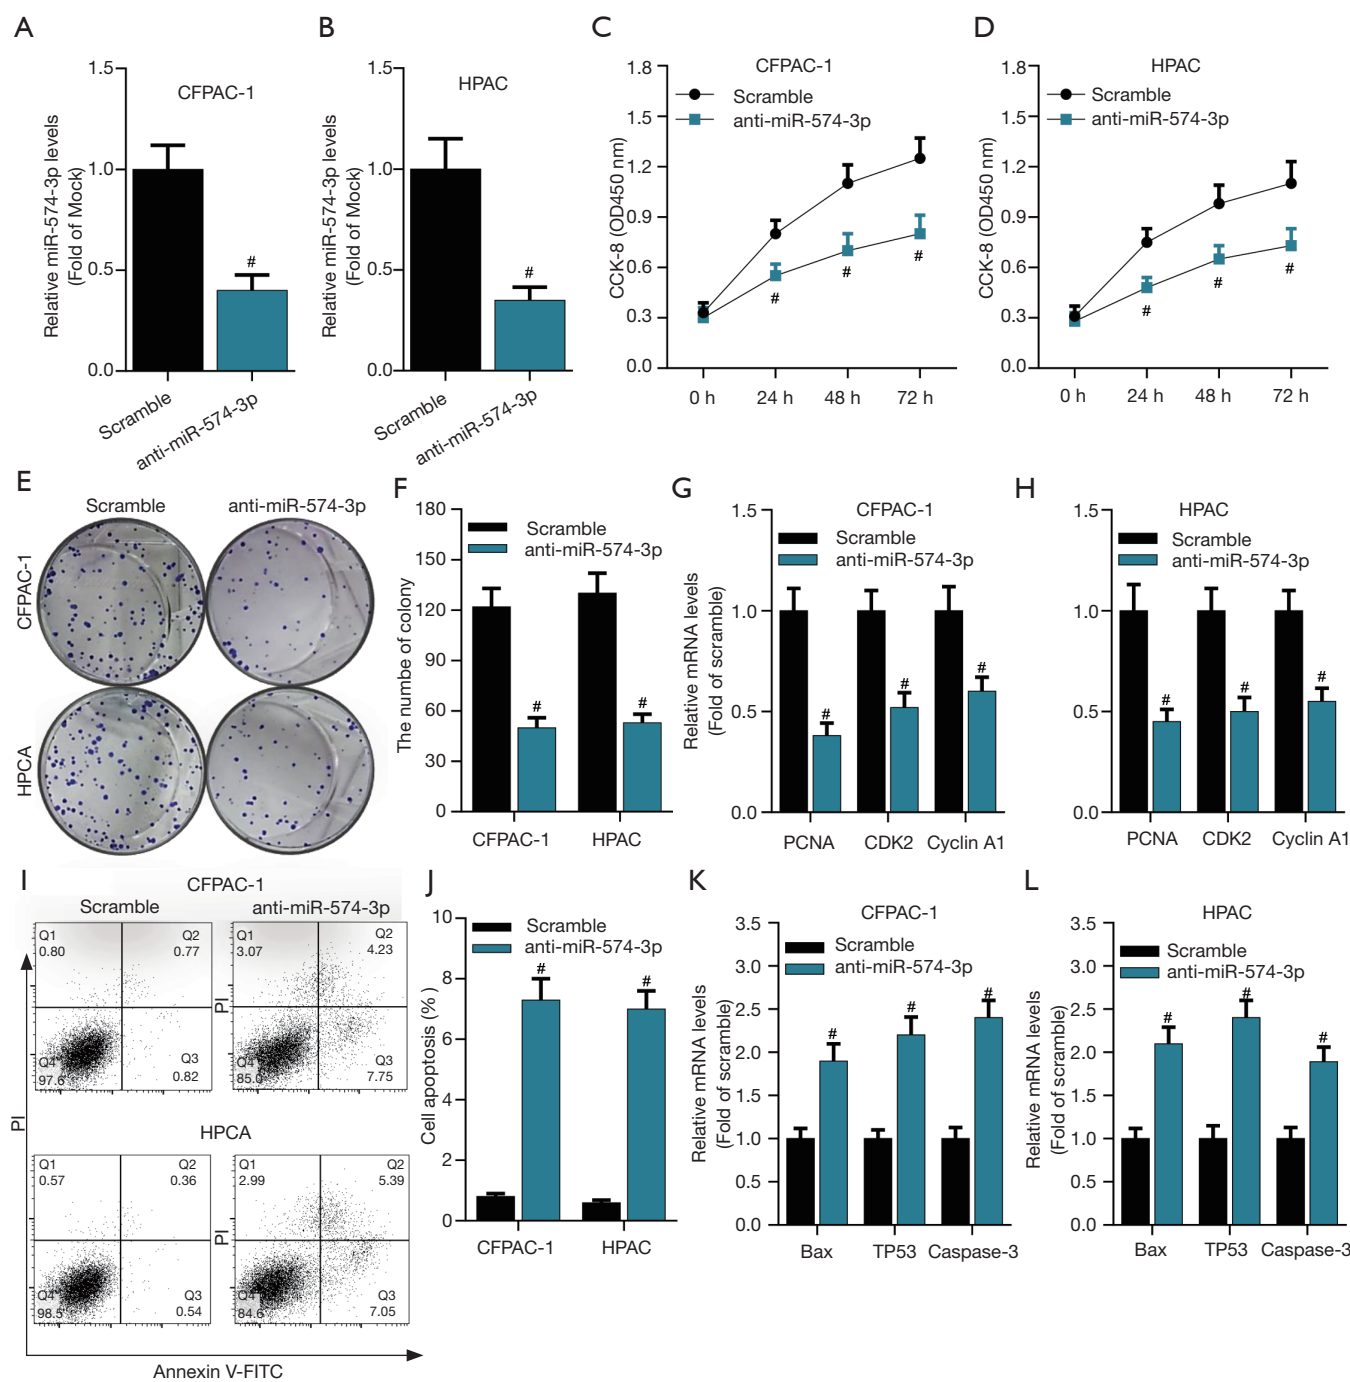 A
Relative miR-574-3p levels
(Fold of Mock)
1.5
1.0
0.5
0.0
CFPAC-1
#
Scramble
anti-miR-574-3p
B
Relative miR-574-3p levels
(Fold of Mock)
1.5
1.0
0.5
0.0
HPAC
#
Scramble
anti-miR-574-3p
C
CFPAC-1
CCK-8 (OD450 nm)
1.8
1.5
1.2
0.9
0.6
0.3
0.0
Scramble
anti-miR-574-3p
# # #
0 h 24 h 48 h 72 h
D
HPAC
CCK-8 (OD450 nm)
1.8
1.5
1.2
0.9
0.6
0.3
0.0
Scramble
anti-miR-574-3p
# # #
0 h 24 h 48 h 72 h
E
Scramble anti-miR-574-3p
CFPAC-1
HPCA
F
The number of colony
180
150
120
90
60
30
0
Scramble
anti-miR-574-3p
# #
CFPAC-1 HPAC
G
CFPAC-1
Relative mRNA levels
(Fold of scramble)
1.5
1.0
0.5
0.0
Scramble
anti-miR-574-3p
# # #
PCNA CDK2 Cyclin A1
H
HPAC
1.5
1.0
0.5
0.0
Scramble
anti-miR-574-3p
# # #
PCNA CDK2 Cyclin A1
I
CFPAC-1
Scramble anti-miR-574-3p
Q1
0.80
Q2
0.77
Q4
97.6
Q3
0.82
PI
Q1
3.07
Q2
4.23
Q4
85.0
Q3
7.75
PI
HPCA
Q1
0.57
Q2
0.36
Q4
98.5
Q3
0.54
PI
Q1
2.99
Q2
5.39
Q4
84.6
Q3
7.05
Annexin V-FITC
J
Cell apoptosis (%)
10
8
6
4
2
0
Scramble
anti-miR-574-3p
# #
CFPAC-1 HPAC
K
CFPAC-1
Relative mRNA levels
(Fold of scramble)
3.5
3.0
2.5
2.0
1.5
1.0
0.5
0.0
Scramble
anti-miR-574-3p
# # #
Bax TP53 Caspase-3
L
HPAC
Relative mRNA levels
(Fold of scramble)
3.5
3.0
2.5
2.0
1.5
1.0
0.5
0.0
Scramble
anti-miR-574-3p
# # #
Bax TP53 Caspase-3